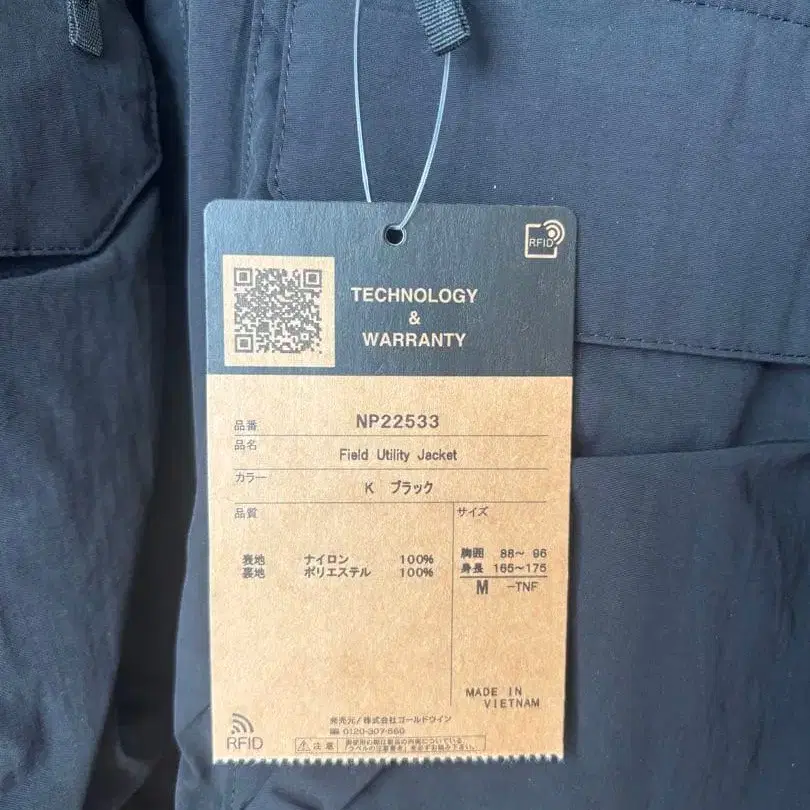 RFID
TECHNOLOGY
&
WARRANTY
品番 NP22533
品名 Field Utility Jacket
カラー K ブラック
品質 サイズ
表地 ナイロン 100%
裏地 ポリエステル 100%
胸囲 88～ 96
身長 165～175
M -TNF
MADE IN
VIETNAM
発売元/株式会社ゴールドウイン
0120-307-560
RFID
注意